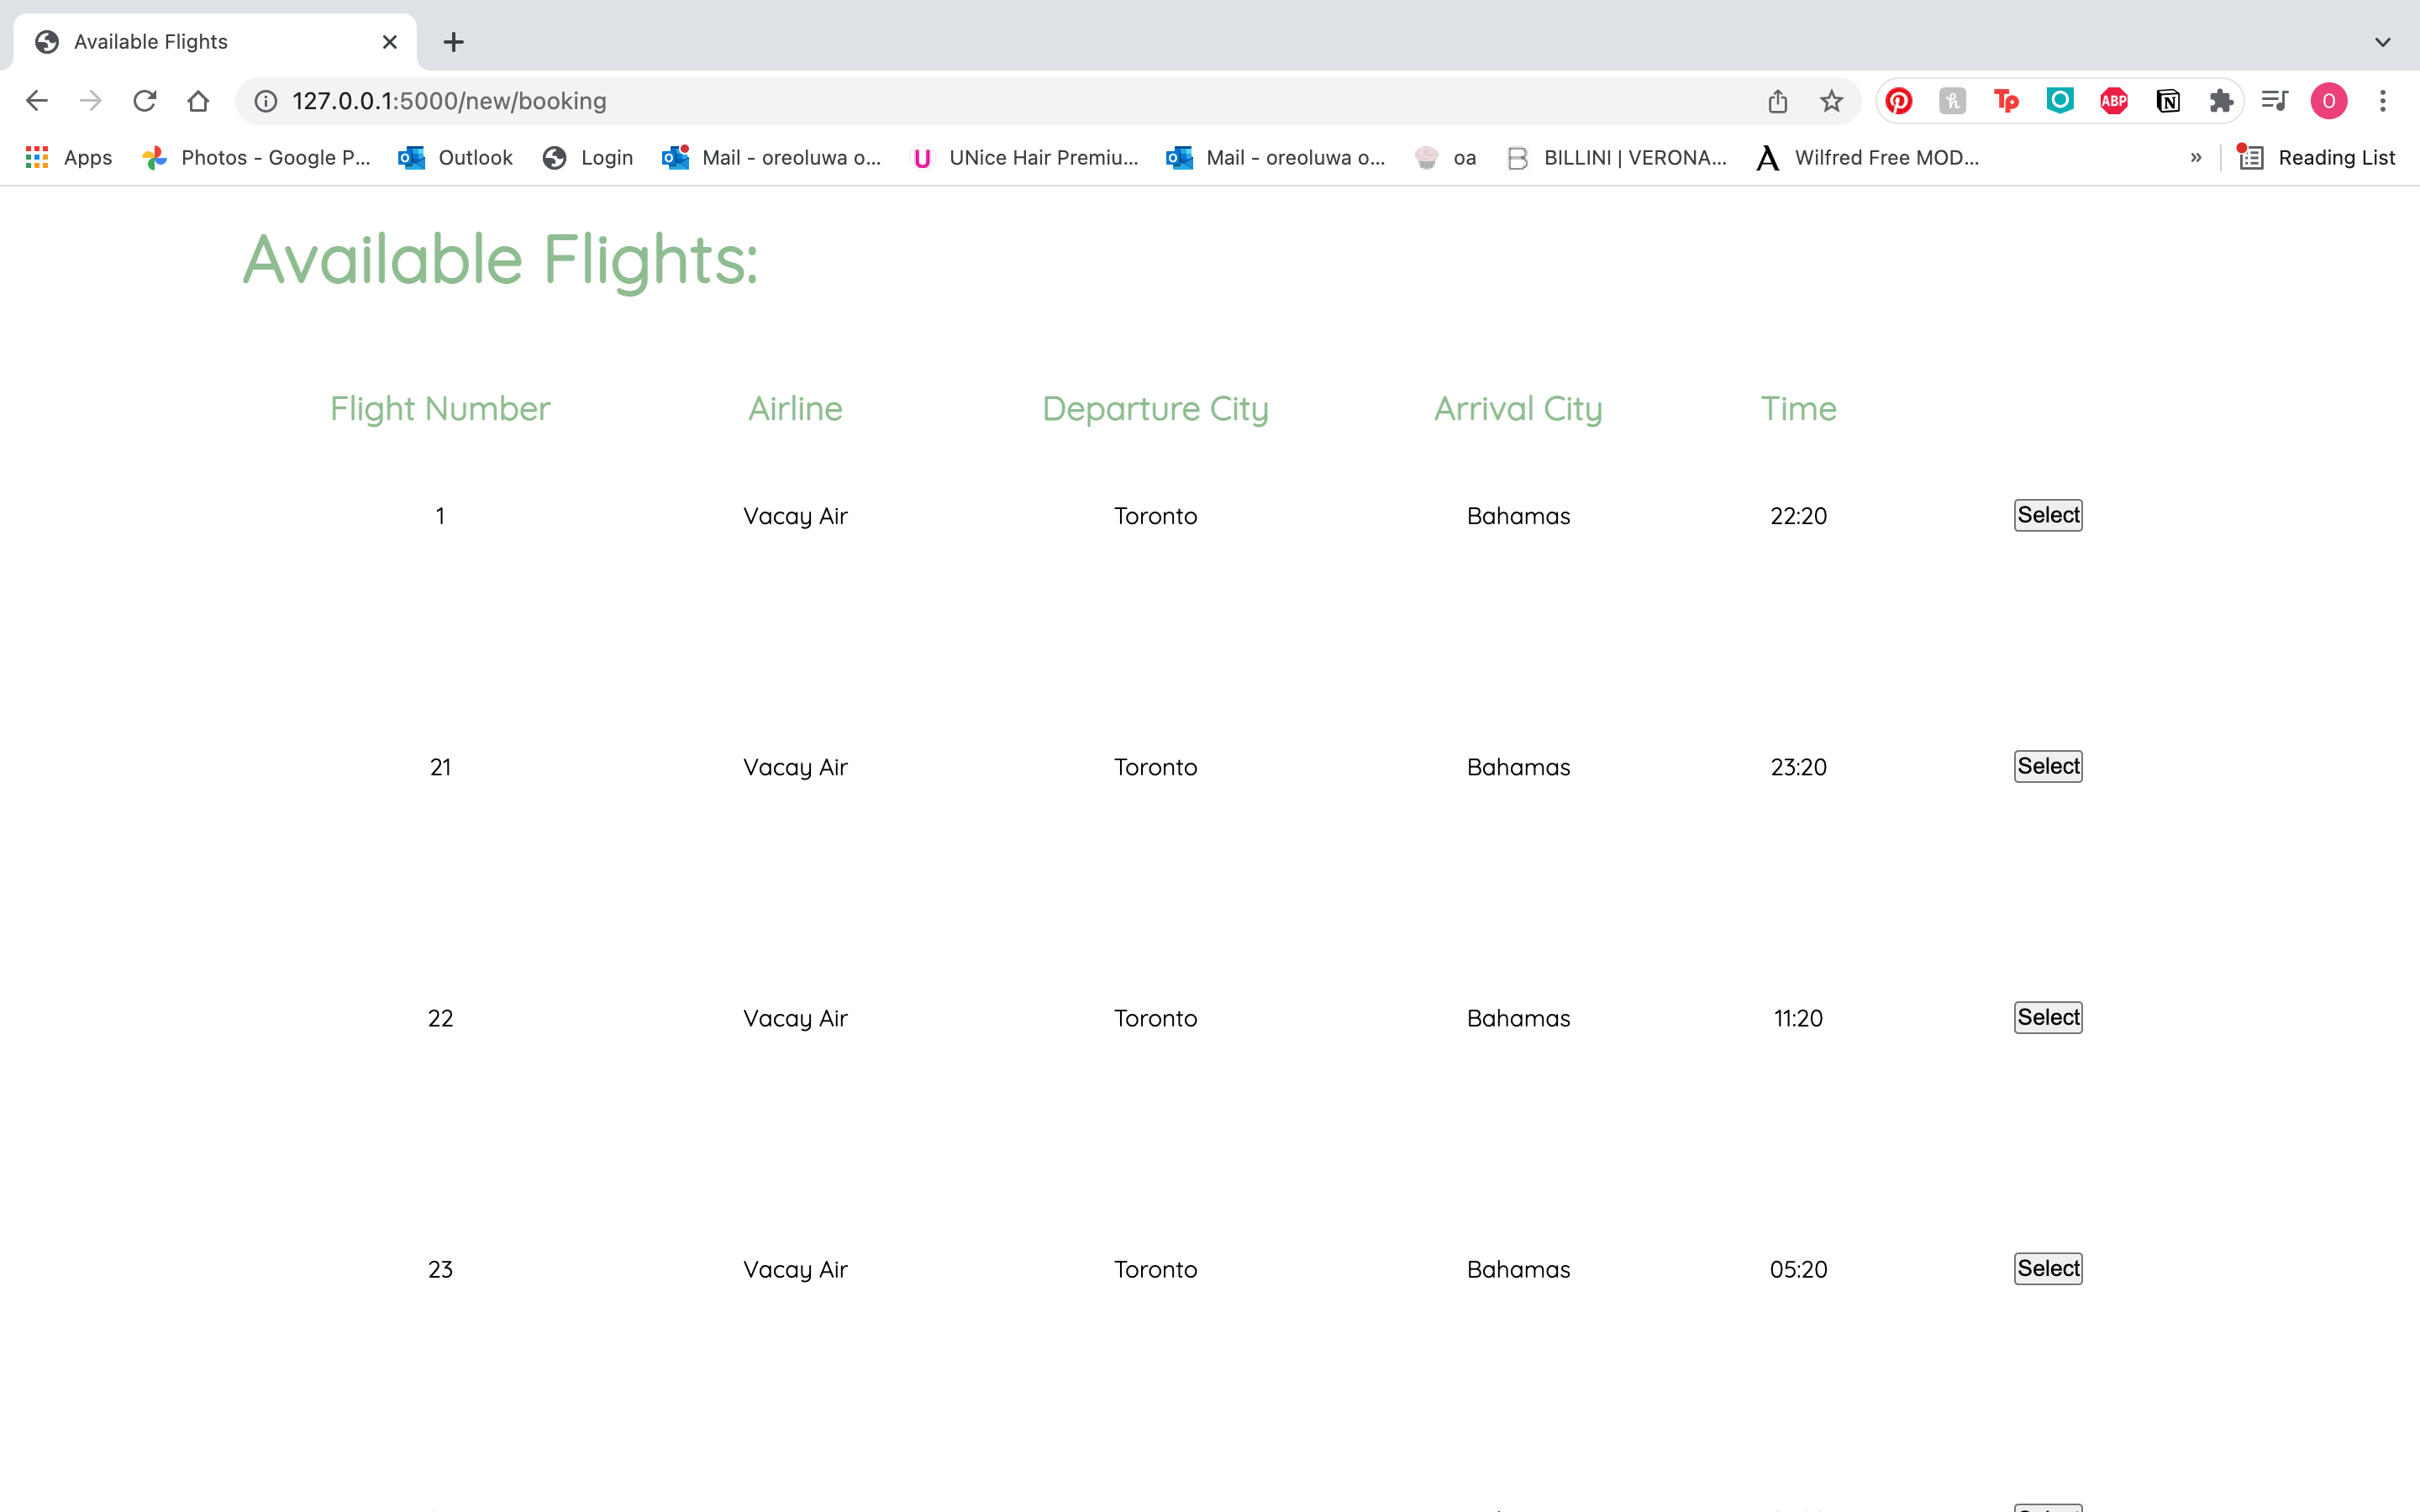 Available Flights
127.0.0.1:5000/new/booking
ABP
O
Apps Photos - Google P... Outlook Login Mail - oreoluwa o... UNice Hair Premiu... Mail - oreoluwa o... oa BILLINI | VERONA... Wilfred Free MOD... » Reading List
Available Flights:
Flight Number Airline Departure City Arrival City Time
1 Vacay Air Toronto Bahamas 22:20 Select
21 Vacay Air Toronto Bahamas 23:20 Select
22 Vacay Air Toronto Bahamas 11:20 Select
23 Vacay Air Toronto Bahamas 05:20 Select